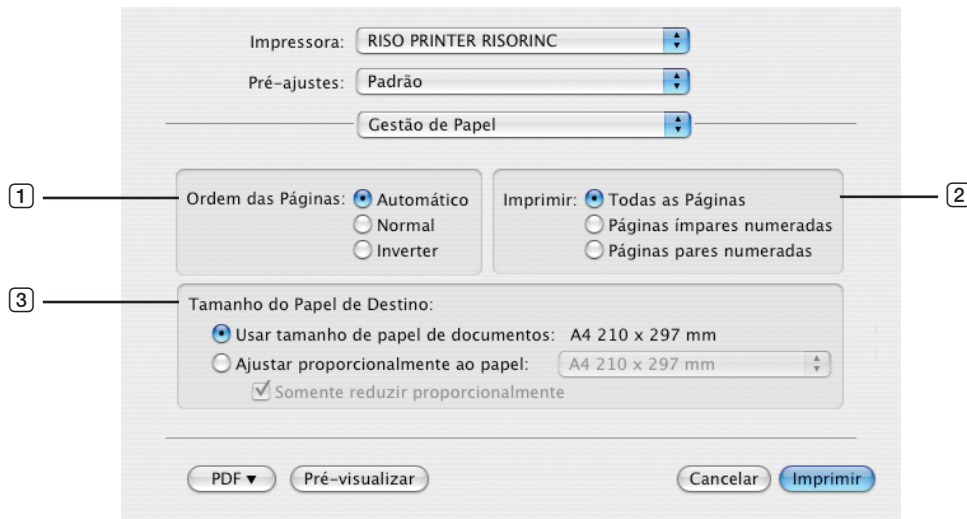 Impressora: RISO PRINTER RISORINC
Pré-ajustes: Padrão
Gestão de Papel
1
Ordem das Páginas: Automático
Normal
Inverter
2
Imprimir: Todas as Páginas
Páginas ímpares numeradas
Páginas pares numeradas
3
Tamanho do Papel de Destino:
Usar tamanho de papel de documentos: A4 210 x 297 mm
Ajustar proporcionalmente ao papel: A4 210 x 297 mm
Somente reduzir proporcionalmente
PDF ▼ Pré-visualizar Cancelar Imprimir